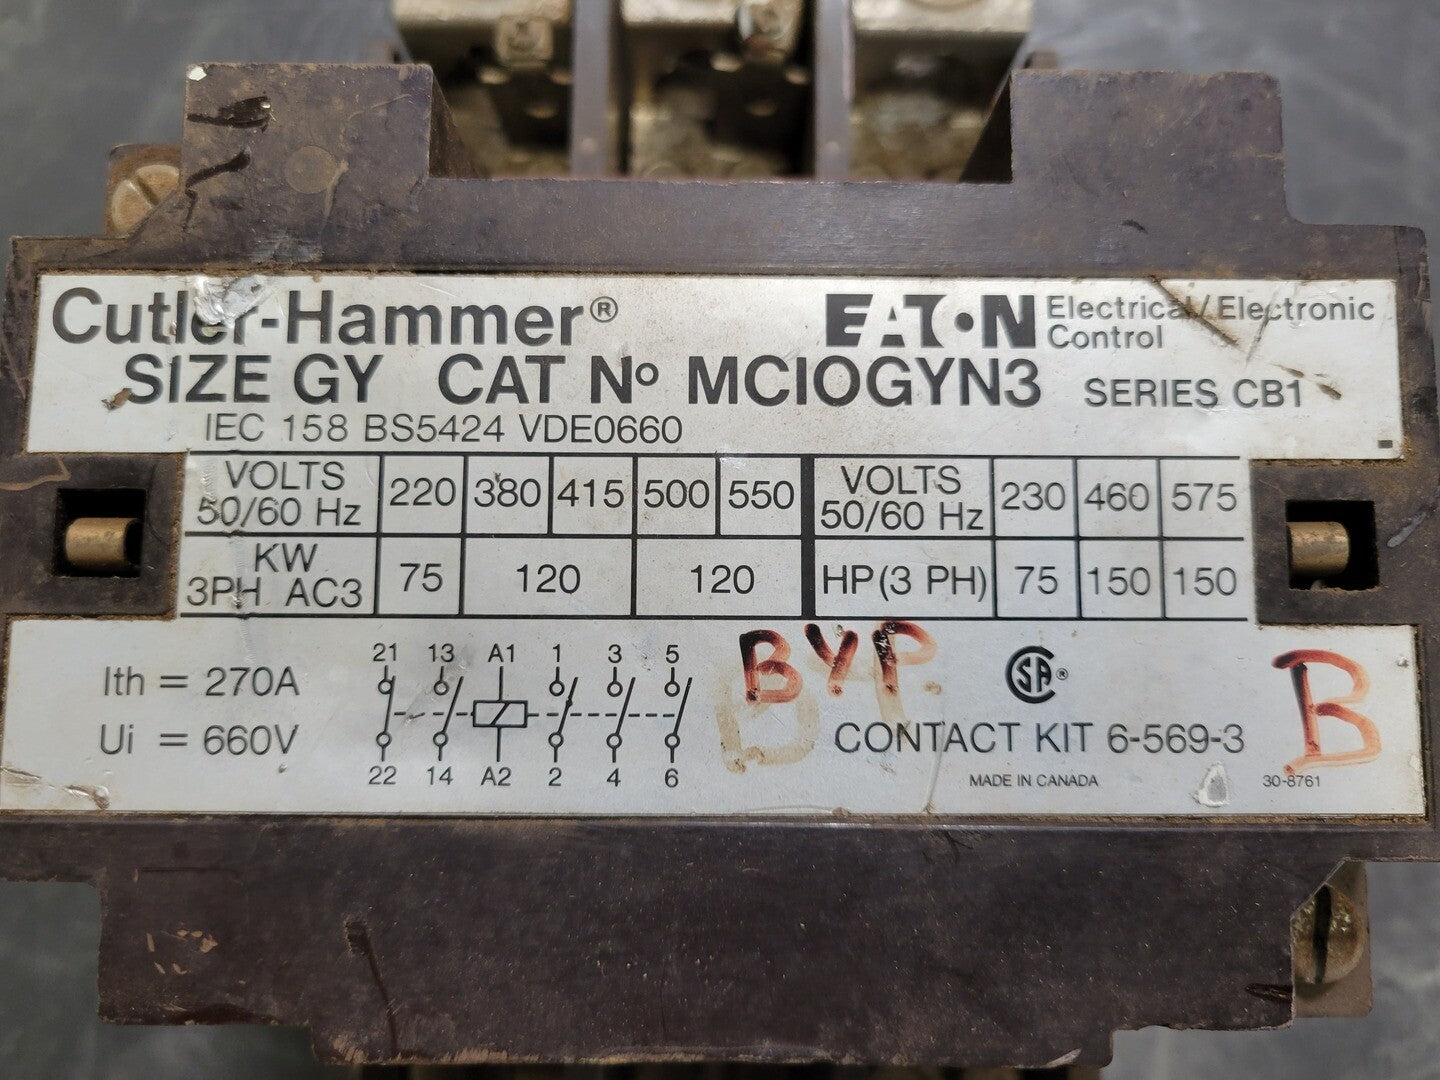 Cutler-Hammer® EATON Electrical/Electronic Control
SIZE GY CAT Nº MC10GYN3 SERIES CB1
IEC 158 BS5424 VDE0660
VOLTS 50/60 Hz 220 380 415 500 550 VOLTS 50/60 Hz 230 460 575
KW 3PH AC3 75 120 120 HP (3 PH) 75 150 150
21 13 A1 1 3 5 BYP. B
Ith = 270A SA®
Ui = 660V CONTACT KIT 6-569-3
22 14 A2 2 4 6 MADE IN CANADA 30-8761